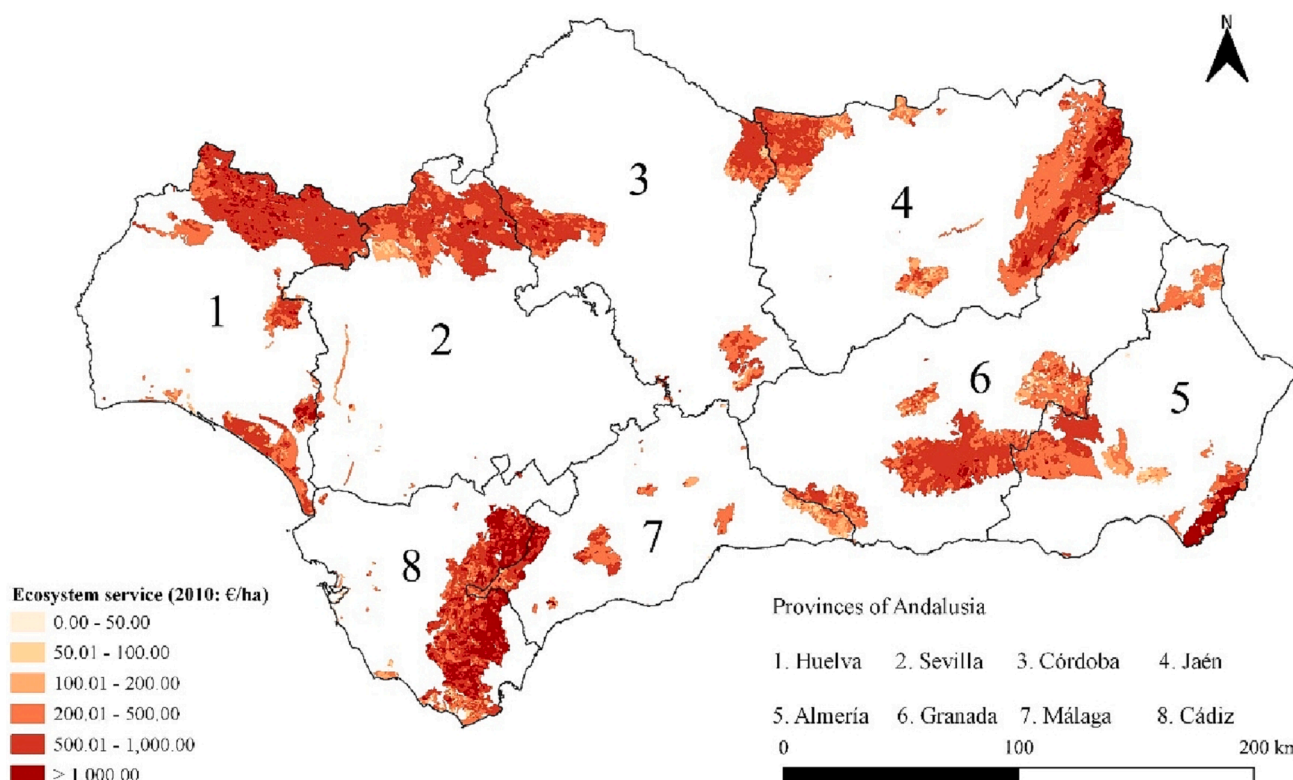 N
3
4
1
2
6
5
7
8
Ecosystem service (2010: €/ha)
0.00 - 50.00
50.01 - 100.00
100.01 - 200.00
200.01 - 500.00
500.01 - 1,000.00
> 1,000.00
Provinces of Andalusia
1. Huelva 2. Sevilla 3. Córdoba 4. Jaén
5. Almería 6. Granada 7. Málaga 8. Cádiz
0 100 200 km